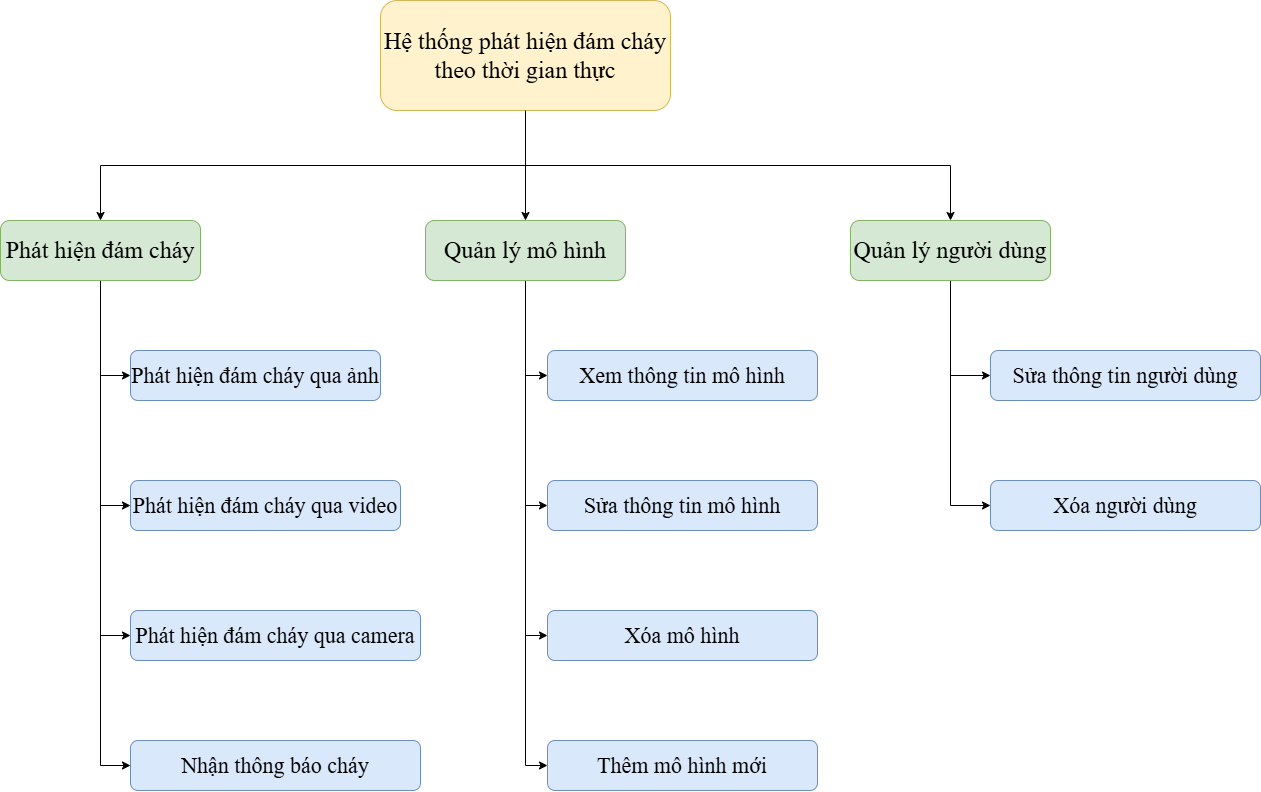 Hệ thống phát hiện đám cháy
theo thời gian thực
Phát hiện đám cháy
Quản lý mô hình
Quản lý người dùng
Phát hiện đám cháy qua ảnh
Xem thông tin mô hình
Sửa thông tin người dùng
Phát hiện đám cháy qua video
Sửa thông tin mô hình
Xóa người dùng
Phát hiện đám cháy qua camera
Xóa mô hình
Nhận thông báo cháy
Thêm mô hình mới